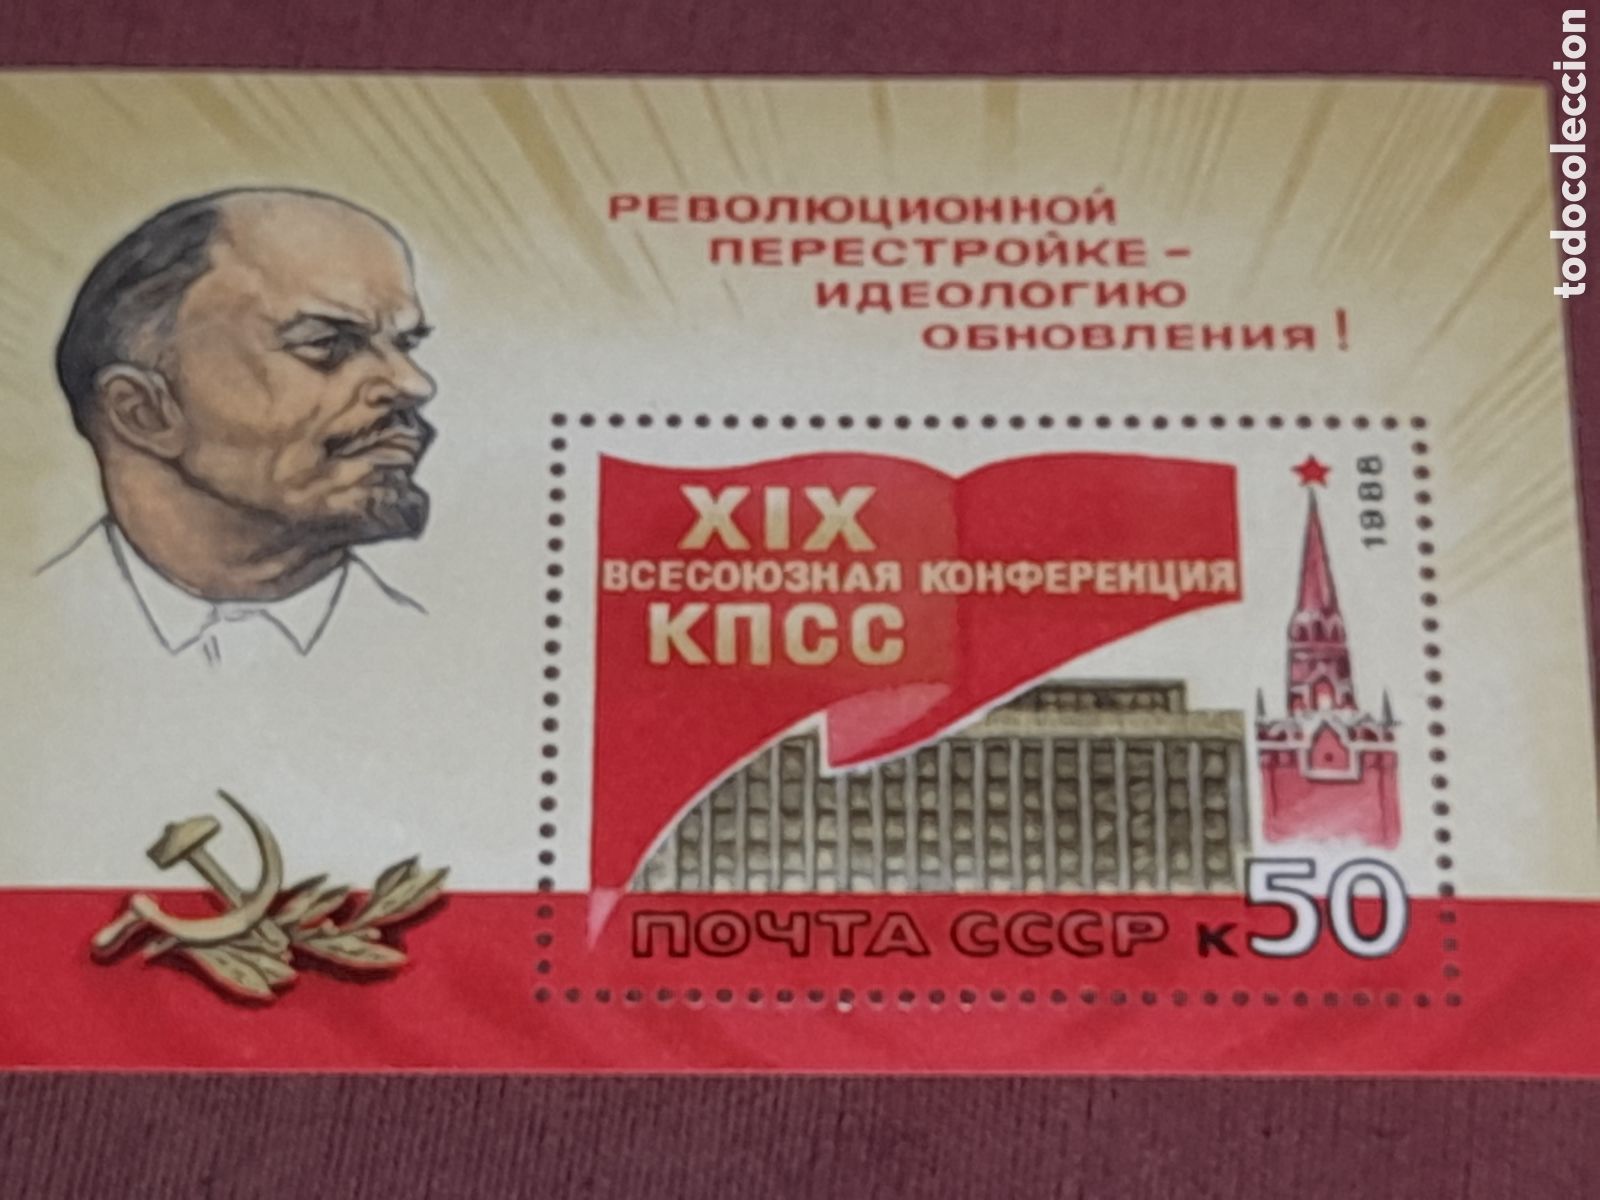 РЕВОЛЮЦИОННОЙ
ПЕРЕСТРОЙКЕ –
ИДЕОЛОГИЮ
ОБНОВЛЕНИЯ!
XIX
ВСЕСОЮЗНАЯ КОНФЕРЕНЦИЯ
КПСС
1988
ПОЧТА СССР к50
todocoleccion